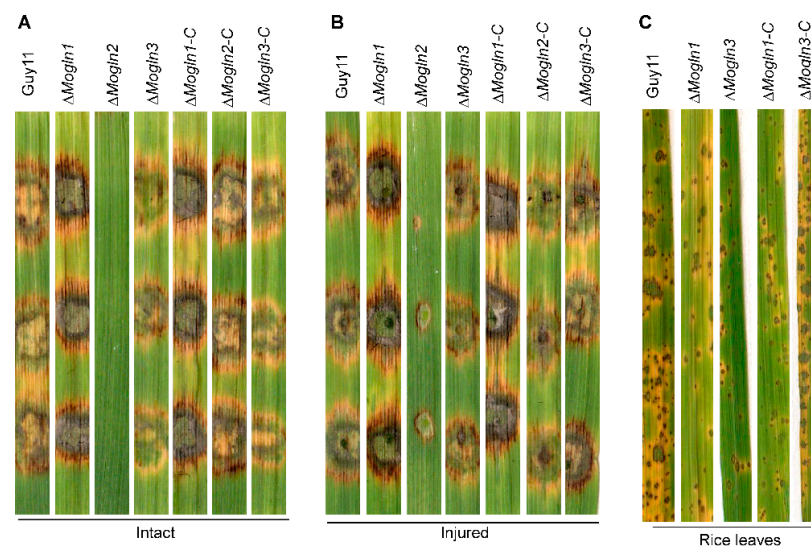 A
Guy11
ΔMogln1
ΔMogln2
ΔMogln3
ΔMogln1-C
ΔMogln2-C
ΔMogln3-C
Intact
B
Guy11
ΔMogln1
ΔMogln2
ΔMogln3
ΔMogln1-C
ΔMogln2-C
ΔMogln3-C
Injured
C
Guy11
ΔMogln1
ΛMogln3
ΔMogln1-C
ΔMogln3-C
Rice leaves